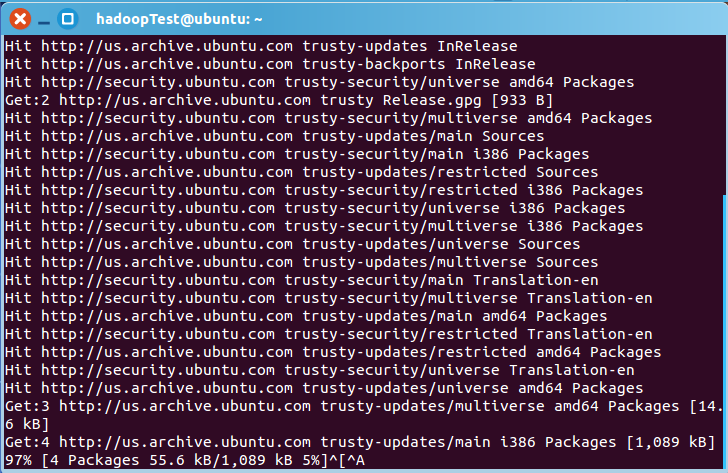 hadoopTest@ubuntu: ~
Hit http://us.archive.ubuntu.com trusty-updates InRelease
Hit http://us.archive.ubuntu.com trusty-backports InRelease
Hit http://security.ubuntu.com trusty-security/universe amd64 Packages
Get:2 http://us.archive.ubuntu.com trusty Release.gpg [933 B]
Hit http://security.ubuntu.com trusty-security/multiverse amd64 Packages
Hit http://us.archive.ubuntu.com trusty-updates/main Sources
Hit http://security.ubuntu.com trusty-security/main i386 Packages
Hit http://us.archive.ubuntu.com trusty-updates/restricted Sources
Hit http://security.ubuntu.com trusty-security/restricted i386 Packages
Hit http://security.ubuntu.com trusty-security/universe i386 Packages
Hit http://security.ubuntu.com trusty-security/multiverse i386 Packages
Hit http://us.archive.ubuntu.com trusty-updates/universe Sources
Hit http://us.archive.ubuntu.com trusty-updates/multiverse Sources
Hit http://security.ubuntu.com trusty-security/main Translation-en
Hit http://security.ubuntu.com trusty-security/multiverse Translation-en
Hit http://us.archive.ubuntu.com trusty-updates/main amd64 Packages
Hit http://security.ubuntu.com trusty-security/restricted Translation-en
Hit http://us.archive.ubuntu.com trusty-updates/restricted amd64 Packages
Hit http://security.ubuntu.com trusty-security/universe Translation-en
Hit http://us.archive.ubuntu.com trusty-updates/universe amd64 Packages
Get:3 http://us.archive.ubuntu.com trusty-updates/multiverse amd64 Packages [14.
6 kB]
Get:4 http://us.archive.ubuntu.com trusty-updates/main i386 Packages [1,089 kB]
97% [4 Packages 55.6 kB/1,089 kB 5%]^[^A